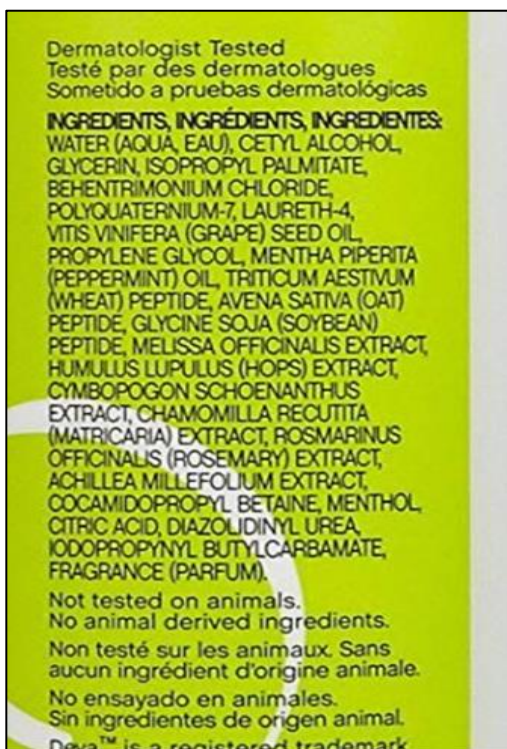 Dermatologist Tested
Testé par des dermatologues
Sometido a pruebas dermatológicas
INGREDIENTS, INGRÉDIENTS, INGREDIENTES:
WATER (AQUA, EAU), CETYL ALCOHOL,
GLYCERIN, ISOPROPYL PALMITATE,
BEHENTRIMONIUM CHLORIDE,
POLYQUATERNIUM-7, LAURETH-4,
VITIS VINIFERA (GRAPE) SEED OIL,
PROPYLENE GLYCOL, MENTHA PIPERITA
(PEPPERMINT) OIL, TRITICUM AESTIVUM
(WHEAT) PEPTIDE, AVENA SATIVA (OAT)
PEPTIDE, GLYCINE SOJA (SOYBEAN)
PEPTIDE, MELISSA OFFICINALIS EXTRACT,
HUMULUS LUPULUS (HOPS) EXTRACT,
CYMBOPOGON SCHOENANTHUS
EXTRACT, CHAMOMILLA RECUTITA
(MATRICARIA) EXTRACT, ROSMARINUS
OFFICINALIS (ROSEMARY) EXTRACT,
ACHILLEA MILLEFOLIUM EXTRACT,
COCAMIDOPROPYL BETAINE, MENTHOL,
CITRIC ACID, DIAZOLIDINYL UREA,
IODOPROPYNYL BUTYLCARBAMATE,
FRAGRANCE (PARFUM).
Not tested on animals.
No animal derived ingredients.
Non testé sur les animaux. Sans
aucun ingrédient d'origine animale.
No ensayado en animales.
Sin ingredientes de origen animal.
Deva™ is a registered trademark